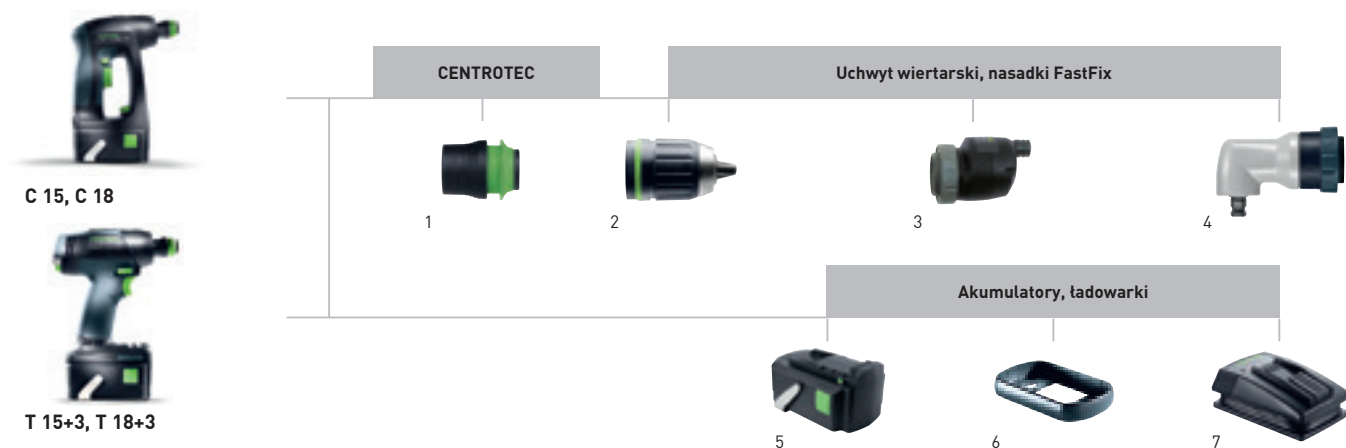 CENTROTEC
Uchwyt wiertarski, nasadki FastFix
C 15, C 18
1
2
3
4
Akumulatory, ładowarki
T 15+3, T 18+3
5
6
7